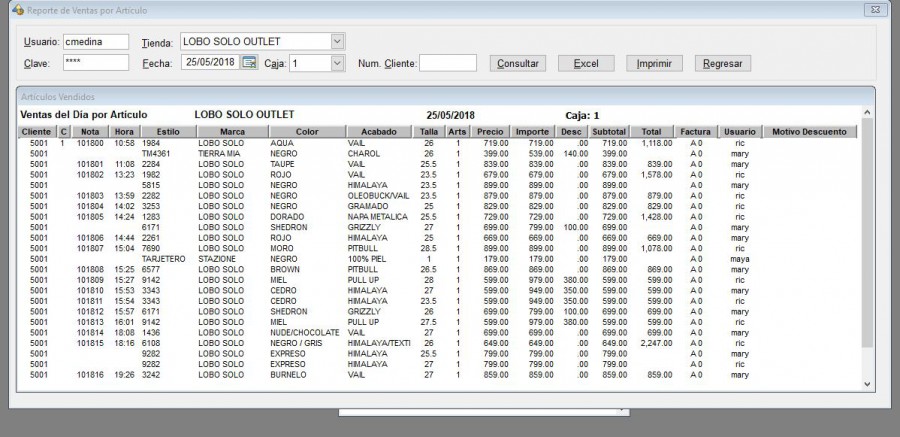 Reporte de Ventas por Artículo
Usuario: cmedina Tienda: LOBO SOLO OUTLET
Clave: **** Fecha: 25/05/2018 Caja: 1 Num. Cliente: Consultar Excel Imprimir Regresar
Artículos Vendidos
Ventas del Día por Artículo LOBO SOLO OUTLET 25/05/2018 Caja: 1
Cliente C Nota Hora Estilo Marca Color Acabado Talla Arts Precio Importe Desc Subtotal Total Factura Usuario Motivo Descuento
5001 1 101800 10:58 1984 LOBO SOLO AQUA VAIL 26 1 719.00 719.00 .00 719.00 1,118.00 A 0 ric
5001 TM4361 TIERRA MIA NEGRO CHAROL 26 1 399.00 539.00 140.00 399.00 A 0 mary
5001 101801 11:08 2284 LOBO SOLO TAUPE VAIL 25.5 1 839.00 839.00 .00 839.00 839.00 A 0 mary
5001 101802 13:23 1982 LOBO SOLO ROJO VAIL 23.5 1 679.00 679.00 .00 679.00 1,578.00 A 0 ric
5001 5815 LOBO SOLO NEGRO HIMALAYA 23.5 1 899.00 899.00 .00 899.00 A 0 mary
5001 101803 13:59 2282 LOBO SOLO NEGRO OLEOBUCK/VAIL 23.5 1 879.00 879.00 .00 879.00 879.00 A 0 ric
5001 101804 14:02 3253 LOBO SOLO NEGRO GRAMADO 25 1 829.00 829.00 .00 829.00 829.00 A 0 mary
5001 101805 14:24 1283 LOBO SOLO DORADO NAPA METALICA 25.5 1 729.00 729.00 .00 729.00 1,428.00 A 0 ric
5001 6171 LOBO SOLO SHEDRON GRIZZLY 27 1 699.00 799.00 100.00 699.00 A 0 mary
5001 101806 14:44 2261 LOBO SOLO ROJO HIMALAYA 25 1 669.00 669.00 .00 669.00 669.00 A 0 mary
5001 101807 15:04 7690 LOBO SOLO MORO PITBULL 28.5 1 899.00 899.00 .00 899.00 1,078.00 A 0 ric
5001 TARJETERO STAZIONE NEGRO 100% PIEL 1 1 179.00 179.00 .00 179.00 A 0 maya
5001 101808 15:25 6577 LOBO SOLO BROWN PITBULL 26.5 1 869.00 869.00 .00 869.00 869.00 A 0 mary
5001 101809 15:27 9142 LOBO SOLO MIEL PULL UP 28 1 599.00 979.00 380.00 599.00 599.00 A 0 ric
5001 101810 15:53 3343 LOBO SOLO CEDRO HIMALAYA 27 1 599.00 949.00 350.00 599.00 599.00 A 0 mary
5001 101811 15:54 3343 LOBO SOLO CEDRO HIMALAYA 23.5 1 599.00 949.00 350.00 599.00 599.00 A 0 ric
5001 101812 15:57 6171 LOBO SOLO SHEDRON GRIZZLY 26 1 699.00 799.00 100.00 699.00 699.00 A 0 mary
5001 101813 16:01 9142 LOBO SOLO MIEL PULL UP 27.5 1 599.00 979.00 380.00 599.00 599.00 A 0 ric
5001 101814 18:08 1436 LOBO SOLO NUDE/CHOCOLATE VAIL 27 1 699.00 699.00 .00 699.00 699.00 A 0 mary
5001 101815 18:16 6108 LOBO SOLO NEGRO / GRIS HIMALAYA/TEXTI 26 1 649.00 649.00 .00 649.00 2,247.00 A 0 ric
5001 9282 LOBO SOLO EXPRESO HIMALAYA 25.5 1 799.00 799.00 .00 799.00 A 0 mary
5001 9282 LOBO SOLO EXPRESO HIMALAYA 27 1 799.00 799.00 .00 799.00 A 0 ric
5001 101816 19:26 3242 LOBO SOLO BURNELO VAIL 27 1 859.00 859.00 .00 859.00 859.00 A 0 mary